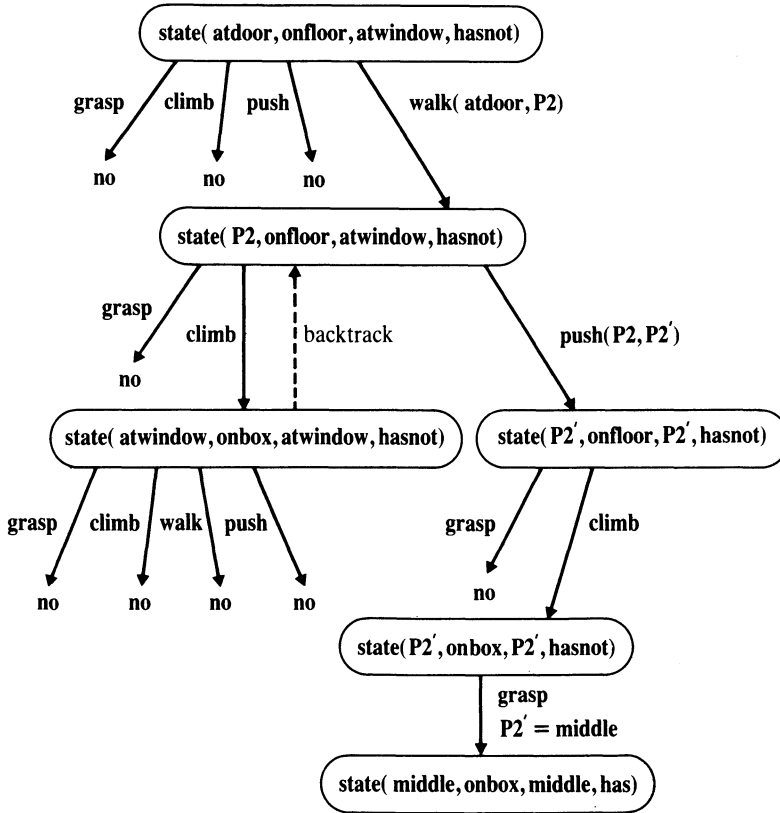 state( atdoor, onfloor, atwindow, hasnot)
grasp climb push walk( atdoor, P2)
no no no
state( P2, onfloor, atwindow, hasnot)
grasp climb backtrack push( P2, P2′)
no
state( atwindow, onbox, atwindow, hasnot) state( P2′, onfloor, P2′, hasnot)
grasp climb walk push grasp climb
no no no no no
state( P2′, onbox, P2′, hasnot)
grasp
P2′ = middle
state( middle, onbox, middle, has)